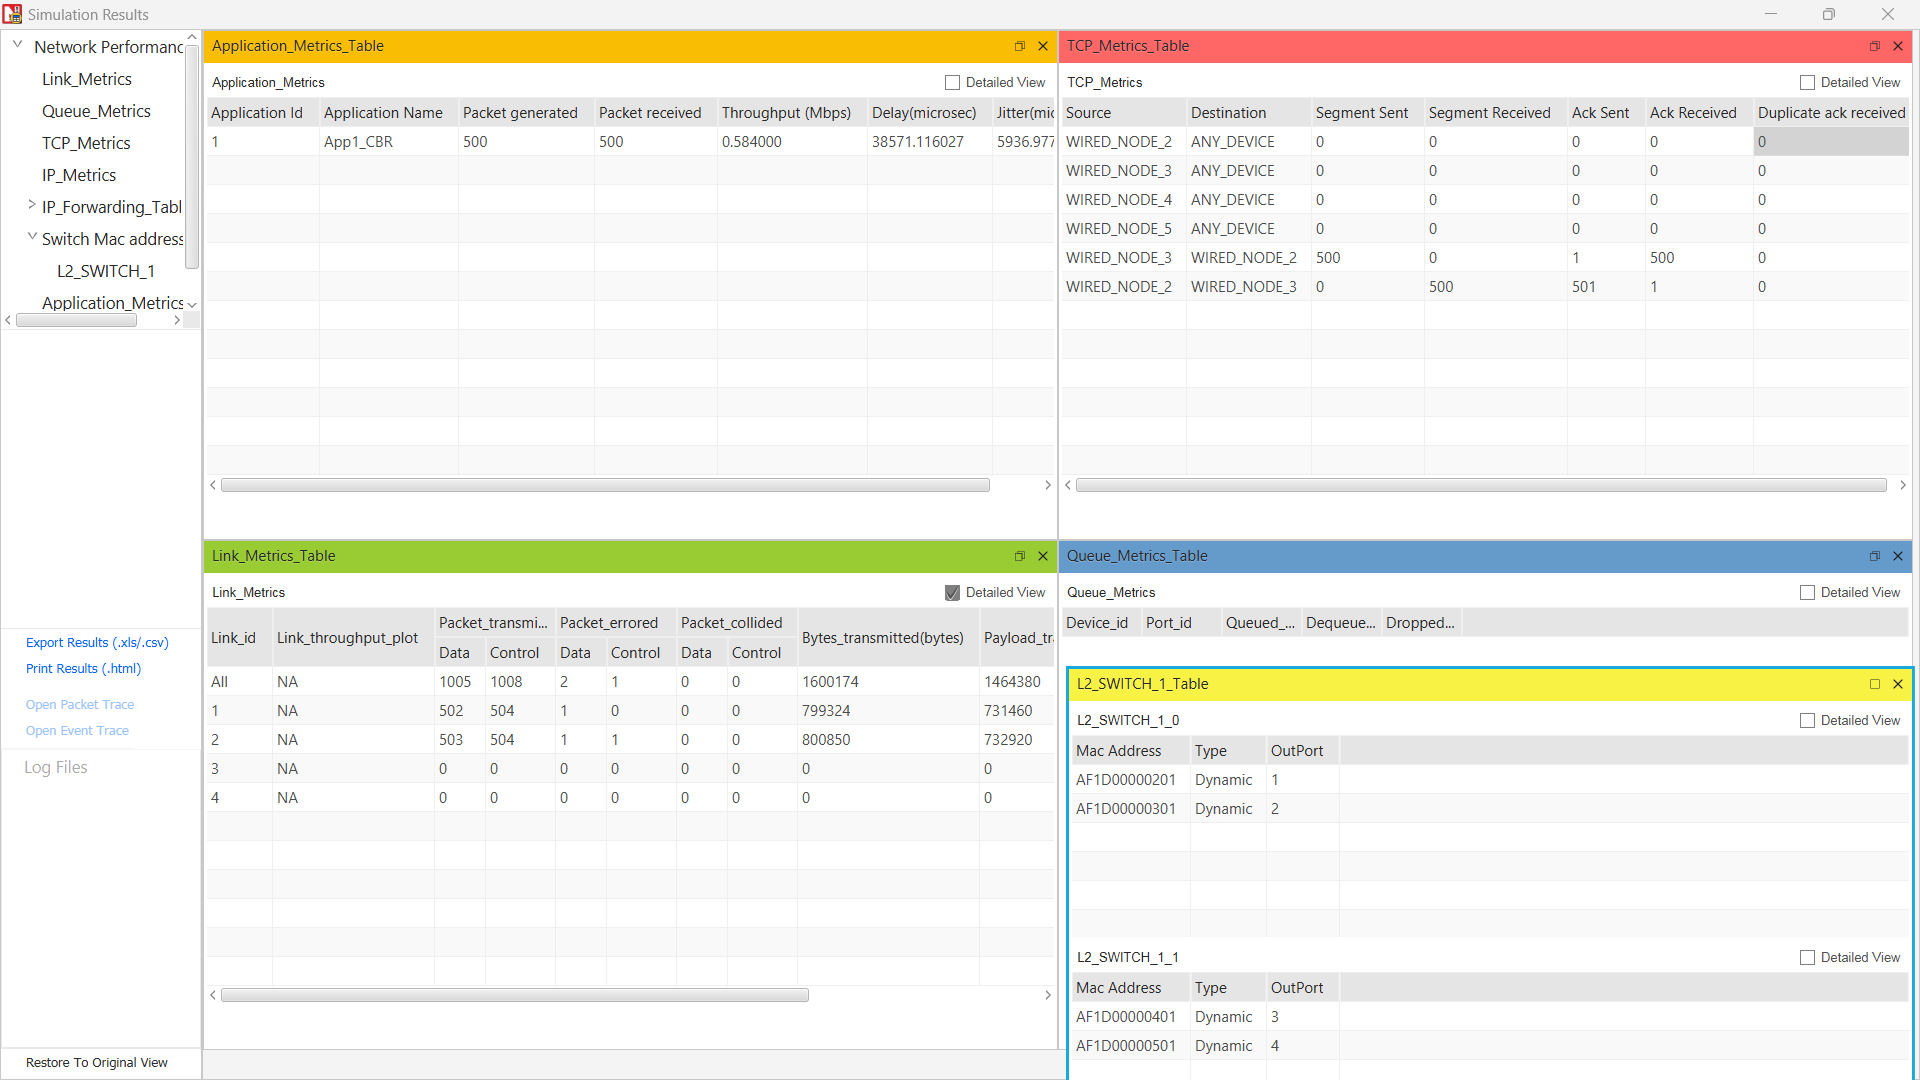 Simulation Results
Network Performanc
Link_Metrics
Queue_Metrics
TCP_Metrics
IP_Metrics
IP_Forwarding_Tabl
Switch Mac address
L2_SWITCH_1
Application_Metrics
Export Results (.xls/.csv)
Print Results (.html)
Open Packet Trace
Open Event Trace
Log Files
Restore To Original View
Application_Metrics_Table
Application_Metrics Detailed View
Application Id Application Name Packet generated Packet received Throughput (Mbps) Delay(microsec) Jitter(mic
1 App1_CBR 500 500 0.584000 38571.116027 5936.977
TCP_Metrics_Table
TCP_Metrics Detailed View
Source Destination Segment Sent Segment Received Ack Sent Ack Received Duplicate ack received
WIRED_NODE_2 ANY_DEVICE 0 0 0 0 0
WIRED_NODE_3 ANY_DEVICE 0 0 0 0 0
WIRED_NODE_4 ANY_DEVICE 0 0 0 0 0
WIRED_NODE_5 ANY_DEVICE 0 0 0 0 0
WIRED_NODE_3 WIRED_NODE_2 500 0 1 500 0
WIRED_NODE_2 WIRED_NODE_3 0 500 501 1 0
Link_Metrics_Table
Link_Metrics Detailed View
Link_id Link_throughput_plot Packet_transmi... Packet_errored Packet_collided Bytes_transmitted(bytes) Payload_tra
Data Control Data Control Data Control
All NA 1005 1008 2 1 0 0 1600174 1464380
1 NA 502 504 1 0 0 0 799324 731460
2 NA 503 504 1 1 0 0 800850 732920
3 NA 0 0 0 0 0 0 0 0
4 NA 0 0 0 0 0 0 0 0
Queue_Metrics_Table
Queue_Metrics Detailed View
Device_id Port_id Queued_... Dequeue... Dropped...
L2_SWITCH_1_Table
L2_SWITCH_1_0 Detailed View
Mac Address Type OutPort
AF1D00000201 Dynamic 1
AF1D00000301 Dynamic 2
L2_SWITCH_1_1 Detailed View
Mac Address Type OutPort
AF1D00000401 Dynamic 3
AF1D00000501 Dynamic 4